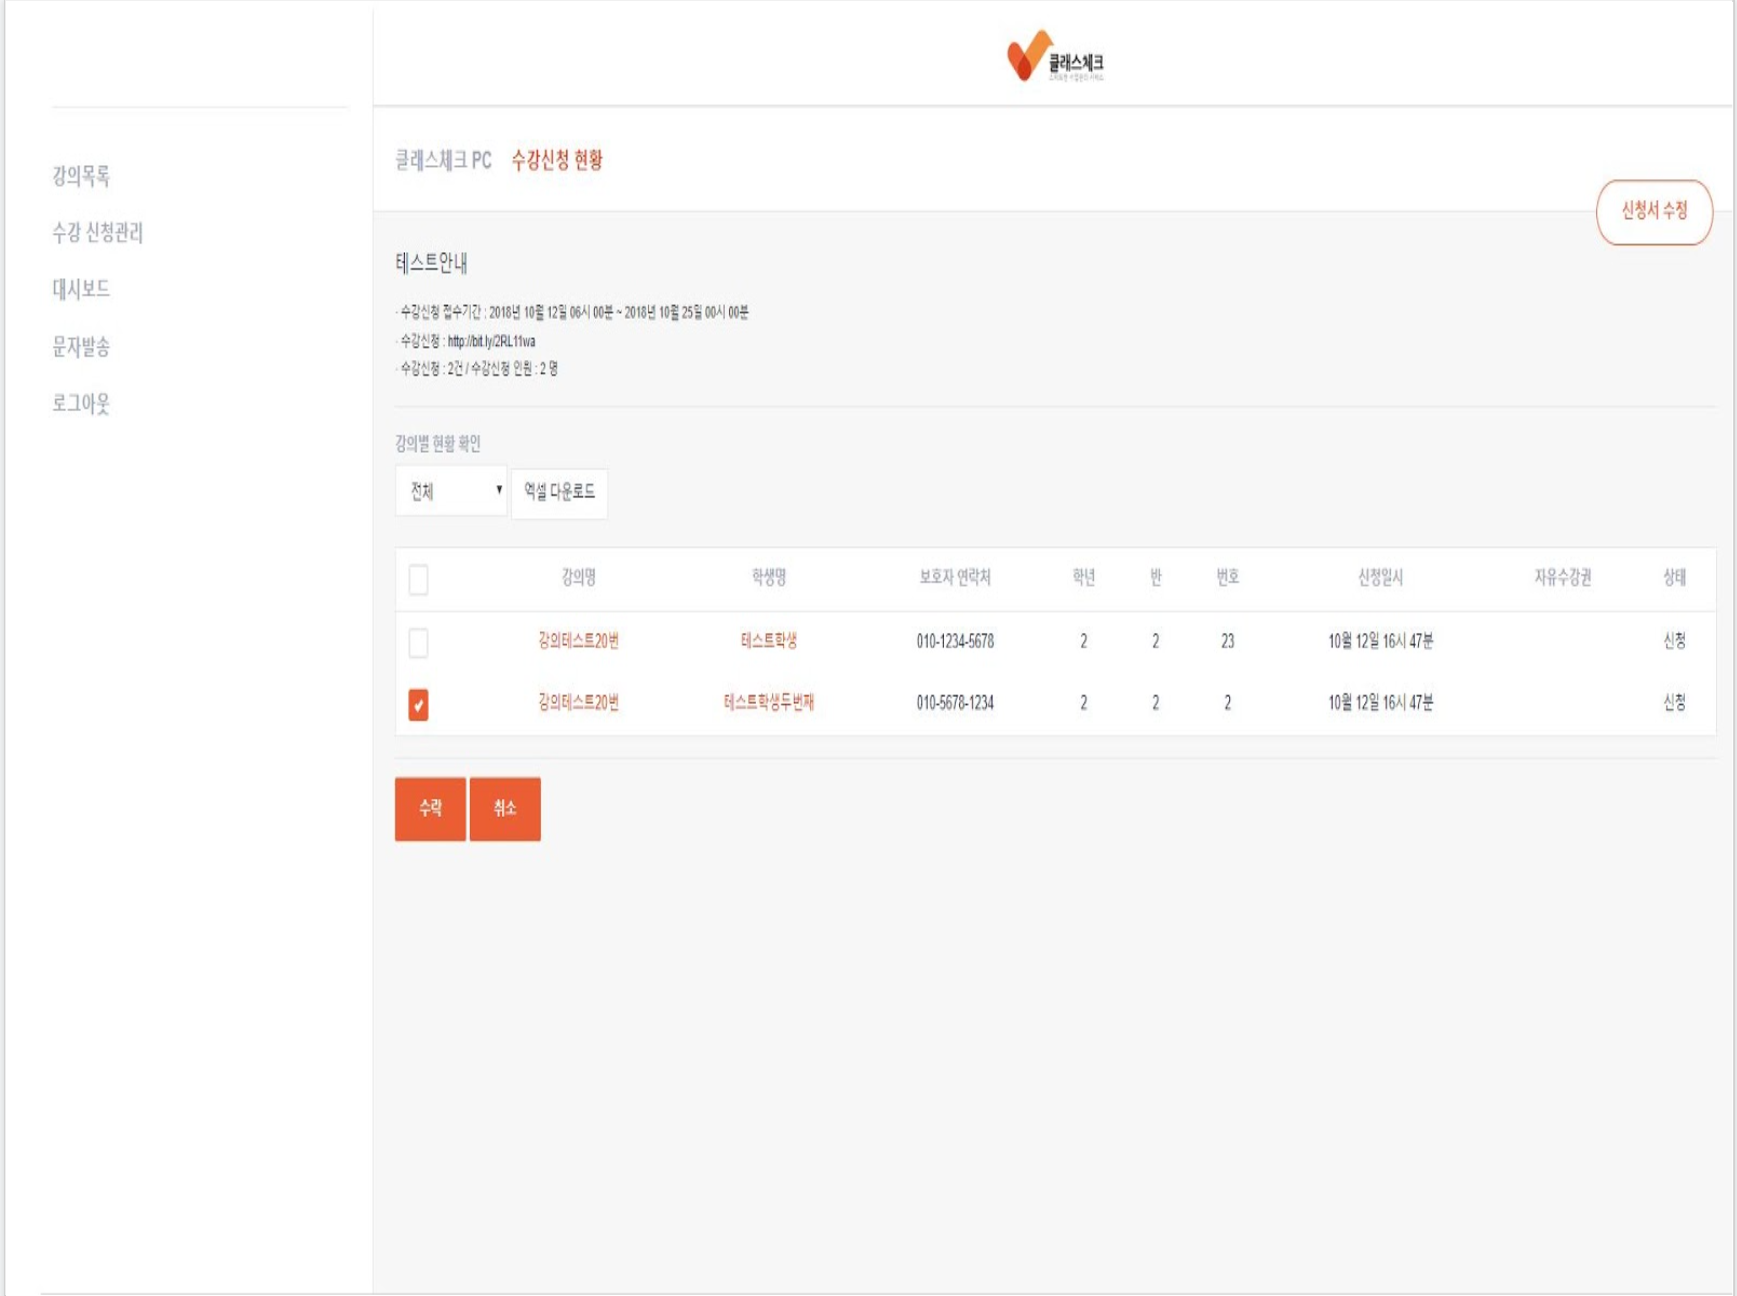 클래스체크
강의목록
수강 신청관리
대시보드
문자발송
로그아웃
클래스체크 PC 수강신청 현황
신청서 수정
테스트안내
· 수강신청 접수기간 : 2018년 10월 12일 06시 00분 ~ 2018년 10월 25일 00시 00분
· 수강신청 : http://bit.ly/2RL11wa
· 수강신청 : 2건 / 수강신청 인원 : 2 명
강의별 현황 확인
전체 엑셀 다운로드
강의명 학생명 보호자 연락처 학년 반 번호 신청일시 자유수강권 상태
강의테스트20번 테스트학생 010-1234-5678 2 2 23 10월 12일 16시 47분 신청
강의테스트20번 테스트학생두번째 010-5678-1234 2 2 2 10월 12일 16시 47분 신청
수락 취소